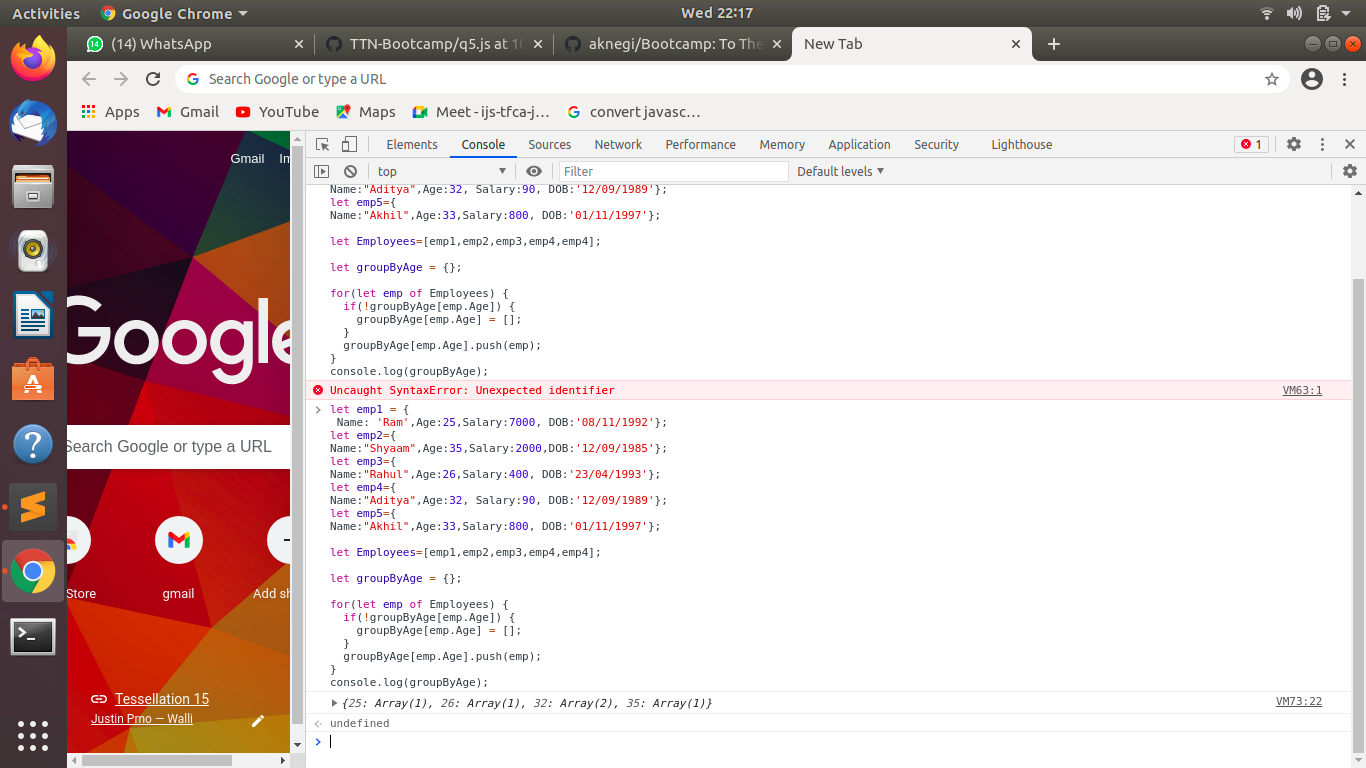 Activities
Google Chrome
Wed 22:17
(14) WhatsApp
TTN-Bootcamp/q5.js at 10
aknegi/Bootcamp: To The
New Tab
Search Google or type a URL
Apps
Gmail
YouTube
Maps
Meet - ijs-tfca-j…
convert javasc…
Gmail Im
Google
Search Google or type a URL
Store
gmail
Add sh
Tessellation 15
Justin Prno — Walli
Elements Console Sources Network Performance Memory Application Security Lighthouse
1
top
Filter
Default levels
Name:"Aditya",Age:32, Salary:90, DOB:'12/09/1989'};
let emp5={
Name:"Akhil",Age:33,Salary:800, DOB:'01/11/1997'};
let Employees=[emp1,emp2,emp3,emp4,emp4];
let groupByAge = {};
for(let emp of Employees) {
if(!groupByAge[emp.Age]) {
groupByAge[emp.Age] = [];
}
groupByAge[emp.Age].push(emp);
}
console.log(groupByAge);
Uncaught SyntaxError: Unexpected identifier
VM63:1
let emp1 = {
Name: 'Ram',Age:25,Salary:7000, DOB:'08/11/1992'};
let emp2={
Name:"Shyaam",Age:35,Salary:2000,DOB:'12/09/1985'};
let emp3={
Name:"Rahul",Age:26,Salary:400, DOB:'23/04/1993'};
let emp4={
Name:"Aditya",Age:32, Salary:90, DOB:'12/09/1989'};
let emp5={
Name:"Akhil",Age:33,Salary:800, DOB:'01/11/1997'};
let Employees=[emp1,emp2,emp3,emp4,emp4];
let groupByAge = {};
for(let emp of Employees) {
if(!groupByAge[emp.Age]) {
groupByAge[emp.Age] = [];
}
groupByAge[emp.Age].push(emp);
}
console.log(groupByAge);
{25: Array(1), 26: Array(1), 32: Array(2), 35: Array(1)}
VM73:22
undefined